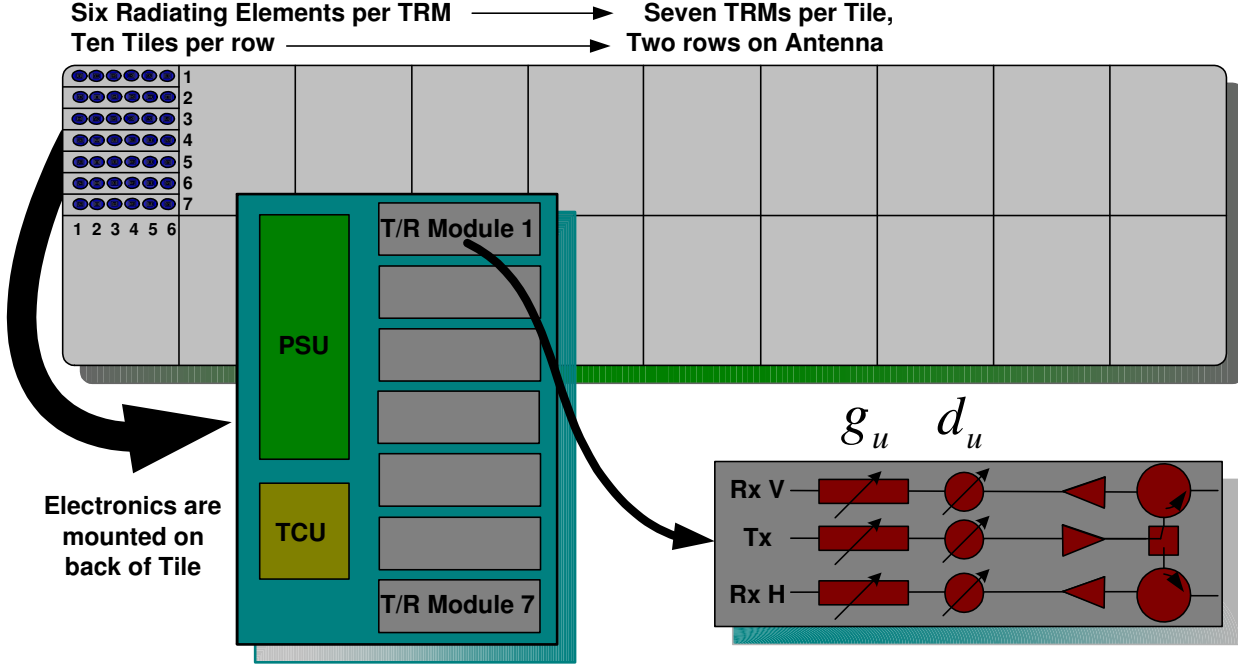 Six Radiating Elements per TRM
Seven TRMs per Tile,
Ten Tiles per row
Two rows on Antenna
1
2
3
4
5
6
7
1 2 3 4 5 6
T/R Module 1
PSU
TCU
T/R Module 7
Electronics are
mounted on
back of Tile
g_u
d_u
Rx V
Tx
Rx H